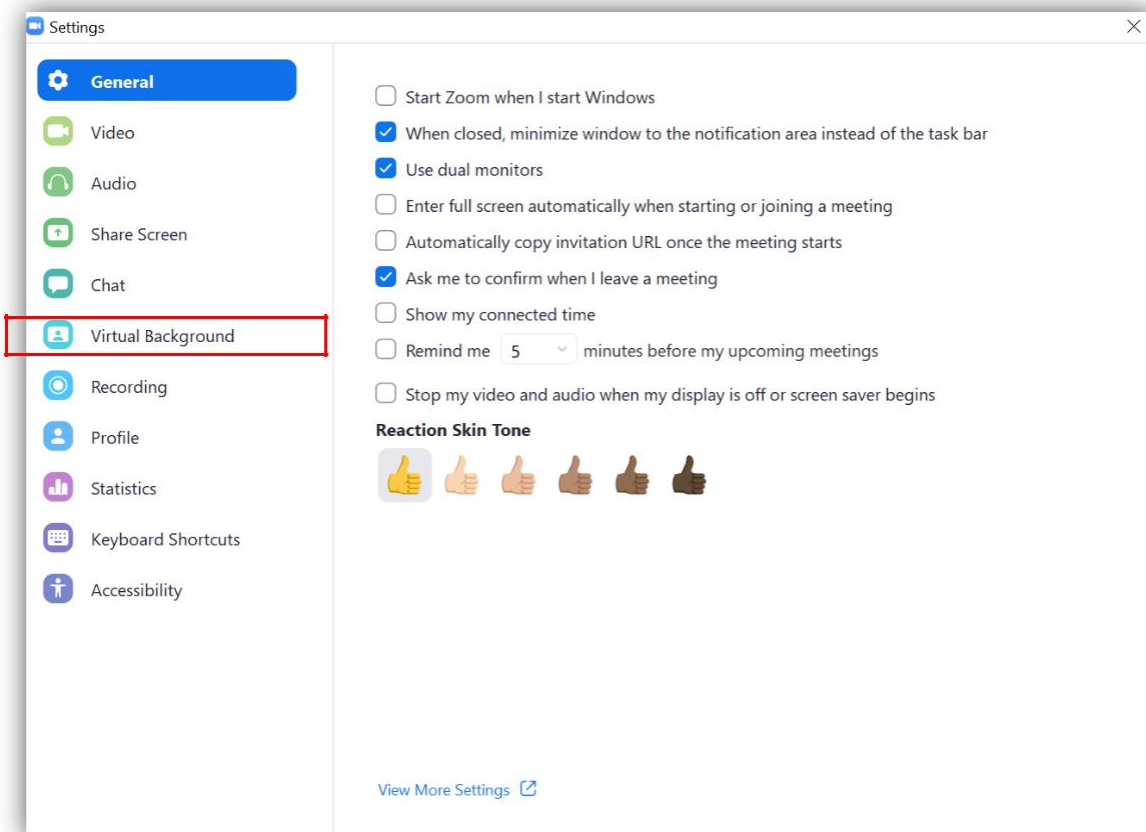 Settings
General
Video
Audio
Share Screen
Chat
Virtual Background
Recording
Profile
Statistics
Keyboard Shortcuts
Accessibility
Start Zoom when I start Windows
When closed, minimize window to the notification area instead of the task bar
Use dual monitors
Enter full screen automatically when starting or joining a meeting
Automatically copy invitation URL once the meeting starts
Ask me to confirm when I leave a meeting
Show my connected time
Remind me 5 minutes before my upcoming meetings
Stop my video and audio when my display is off or screen saver begins
Reaction Skin Tone
View More Settings